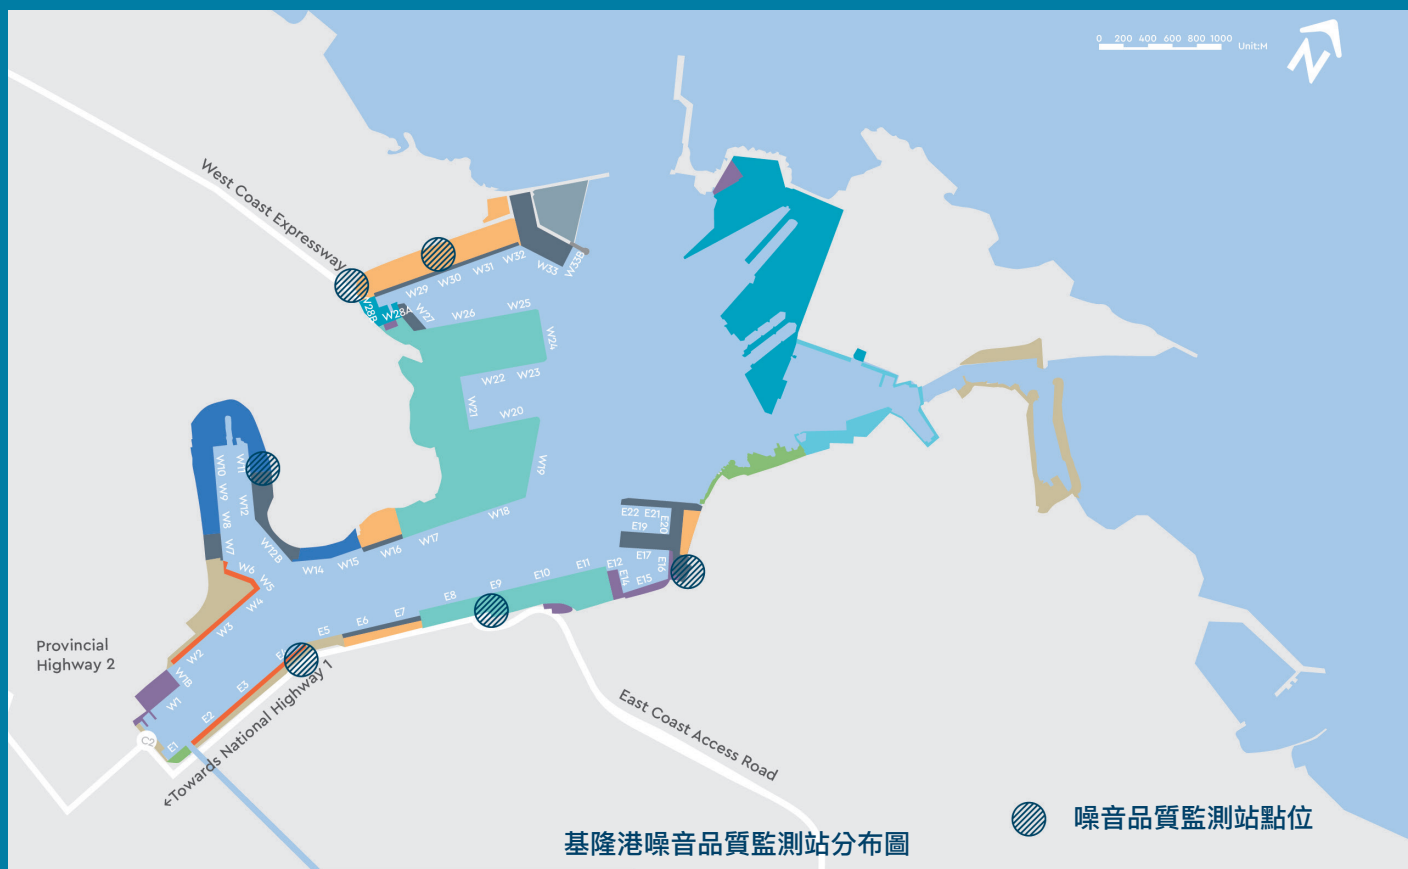 0 200 400 600 800 1000 Unit:M
N
West Coast Expressway
W32
W31
W33
W33B
W30
W29
W28B
W28A
W27
W26
W25
W24
W23
W22
W21
W20
W19
W18
W17
W16
W15
W14
W12B
W12
W11
W10
W9
W8
W7
W6
W5
W4
W3
W2
W1B
W1
E22 E21
E20
E19
E17
E16
E15
E14
E12
E11
E10
E9
E8
E7
E6
E5
E3
E2
E1
C2
Provincial
Highway 2
←Towards National Highway 1
East Coast Access Road
噪音品質監測站點位
基隆港噪音品質監測站分布圖